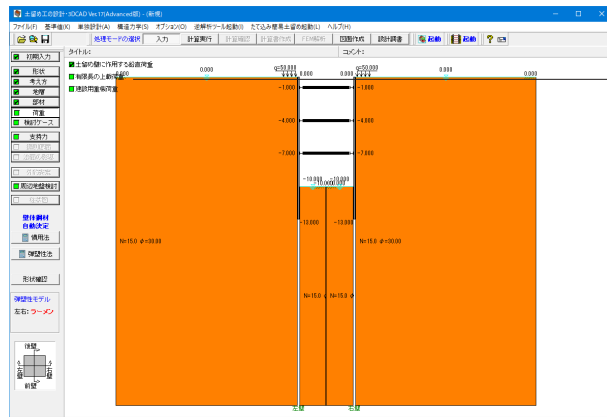 土留め工の設計・3DCAD Ver.17(Advanced版) - (新規)
ファイル(F) 基準値(K) 単独設計(A) 構造力学(S) オプション(O) 逆解析ツール起動(I) たて込み簡易土留め起動(L) ヘルプ(H)
処理モードの選択 入力 計算実行 計算確認 計算書作成 FEM解析 図面作成 設計調書 起動 起動
初期入力
形状
考え方
地層
部材
荷重
検討ケース
支持力
周辺地盤検討
壁体鋼材
自動決定
慣用法
弾塑性法
形状確認
弾塑性モデル
左右：ラーメン
後壁
左壁
右壁
前壁
タイトル： コメント：
土留め壁に作用する鉛直荷重
有限長の上載荷重
建設用重機荷重
0.000 0.000 q=50.000 0.000 0.000 q=50.000 0.000 0.000
-1.000 -1.000
-4.000 -4.000
-7.000 -7.000
-10.000 -10.000
-13.000 -13.000
N=15.0 φ=30.00 N=15.0 φ=30.00
N=15.0 φ N=15.0 φ
左壁 右壁